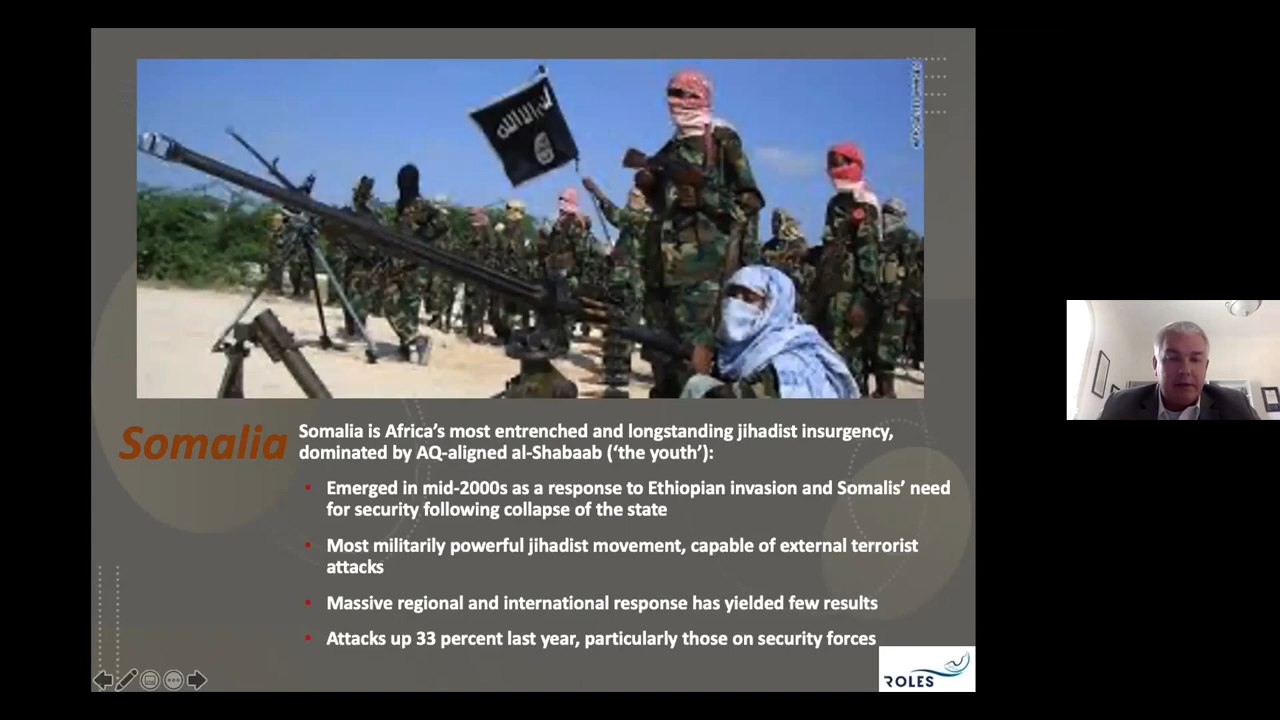 Somalia
Somalia is Africa's most entrenched and longstanding jihadist insurgency,
dominated by AQ-aligned al-Shabaab ('the youth'):
• Emerged in mid-2000s as a response to Ethiopian invasion and Somalis' need
for security following collapse of the state
• Most militarily powerful jihadist movement, capable of external terrorist
attacks
• Massive regional and international response has yielded few results
• Attacks up 33 percent last year, particularly those on security forces
ROLES